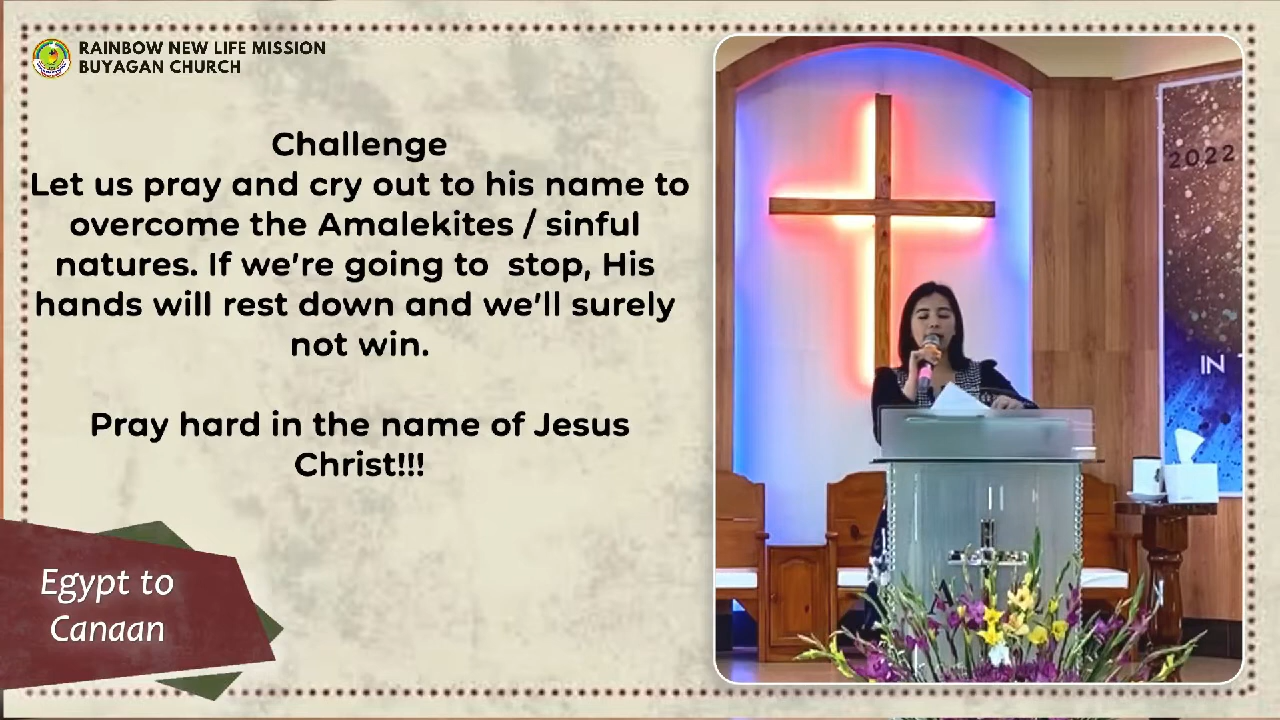 RAINBOW NEW LIFE MISSION
BUYAGAN CHURCH
Challenge
Let us pray and cry out to his name to
overcome the Amalekites / sinful
natures. If we're going to  stop, His
hands will rest down and we'll surely
not win.
Pray hard in the name of Jesus
Christ!!!
Egypt to
Canaan
2022
IN